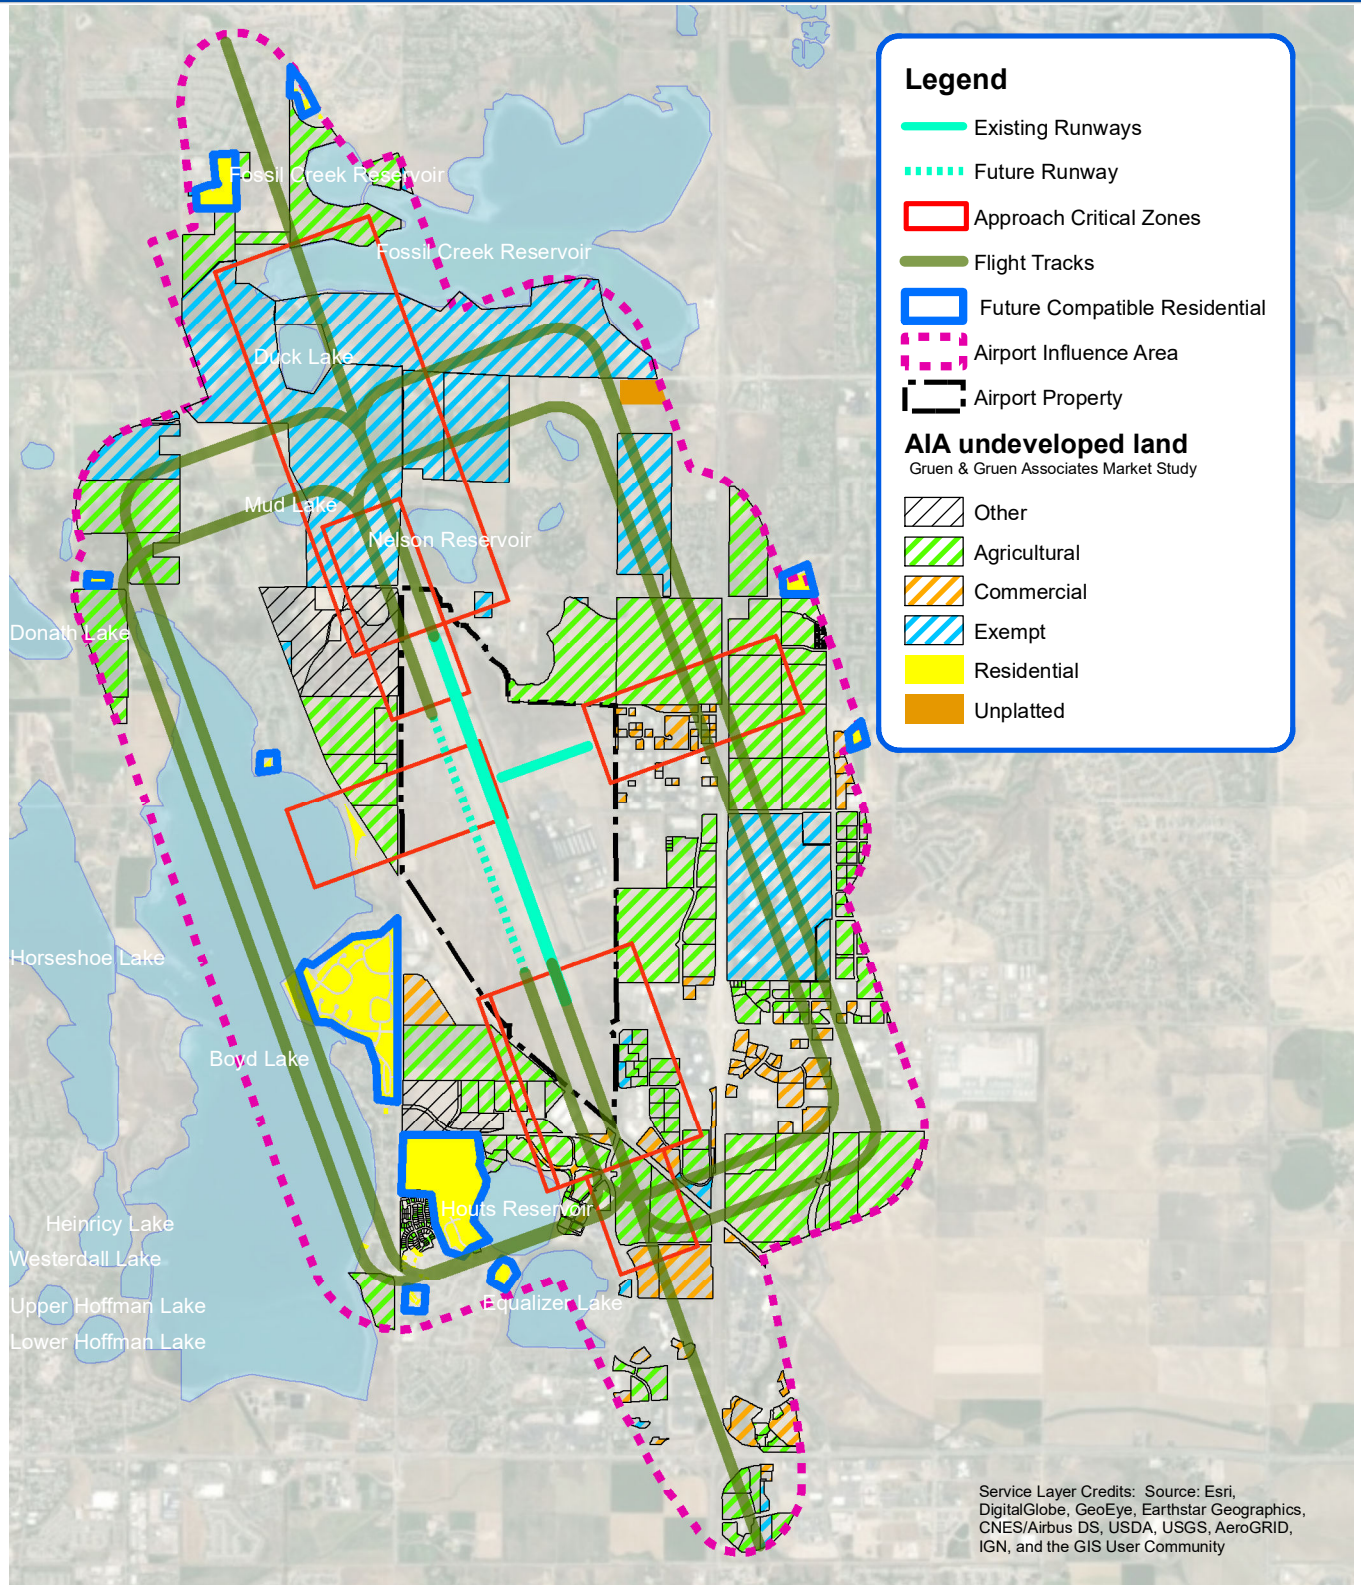 Legend
Existing Runways
Future Runway
Approach Critical Zones
Flight Tracks
Future Compatible Residential
Airport Influence Area
Airport Property
AIA undeveloped land
Gruen & Gruen Associates Market Study
Other
Agricultural
Commercial
Exempt
Residential
Unplatted
Fossil Creek Reservoir
Fossil Creek Reservoir
Duck Lake
Mud Lake
Nelson Reservoir
Donath Lake
Horseshoe Lake
Boyd Lake
Houts Reservoir
Heinricy Lake
Westerdall Lake
Equalizer Lake
Upper Hoffman Lake
Lower Hoffman Lake
Service Layer Credits: Source: Esri,
DigitalGlobe, GeoEye, Earthstar Geographics,
CNES/Airbus DS, USDA, USGS, AeroGRID,
IGN, and the GIS User Community